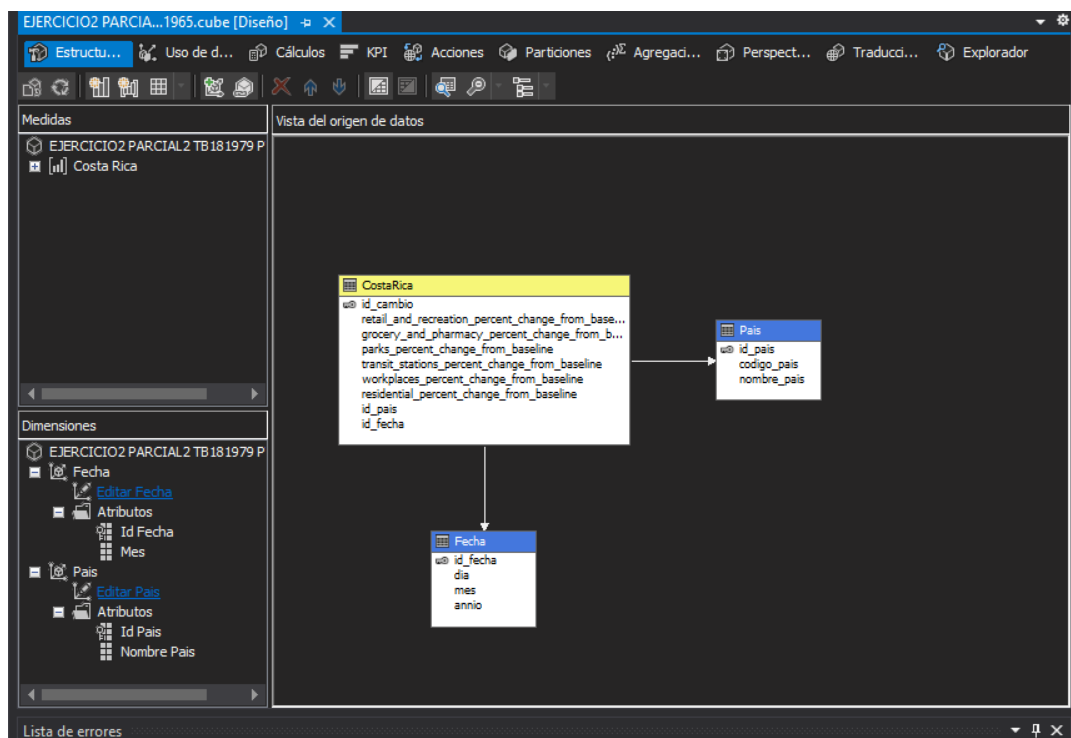 EJERCICIO2 PARCIA...1965.cube [Diseño]
Estructu... Uso de d... Cálculos KPI Acciones Particiones Agregaci... Perspect... Traducci... Explorador
Medidas
EJERCICIO2 PARCIAL2 TB181979 P
Costa Rica
Dimensiones
EJERCICIO2 PARCIAL2 TB181979 P
Fecha
Editar Fecha
Atributos
Id Fecha
Mes
Pais
Editar Pais
Atributos
Id Pais
Nombre Pais
Vista del origen de datos
CostaRica
id_cambio
retail_and_recreation_percent_change_from_base...
grocery_and_pharmacy_percent_change_from_b...
parks_percent_change_from_baseline
transit_stations_percent_change_from_baseline
workplaces_percent_change_from_baseline
residential_percent_change_from_baseline
id_pais
id_fecha
Pais
id_pais
codigo_pais
nombre_pais
Fecha
id_fecha
dia
mes
annio
Lista de errores